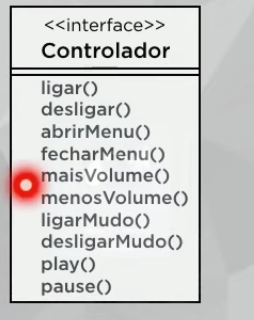 <<interface>>
Controlador
ligar()
desligar()
abrirMenu()
fecharMenu()
maisVolume()
menosVolume()
ligarMudo()
desligarMudo()
play()
pause()